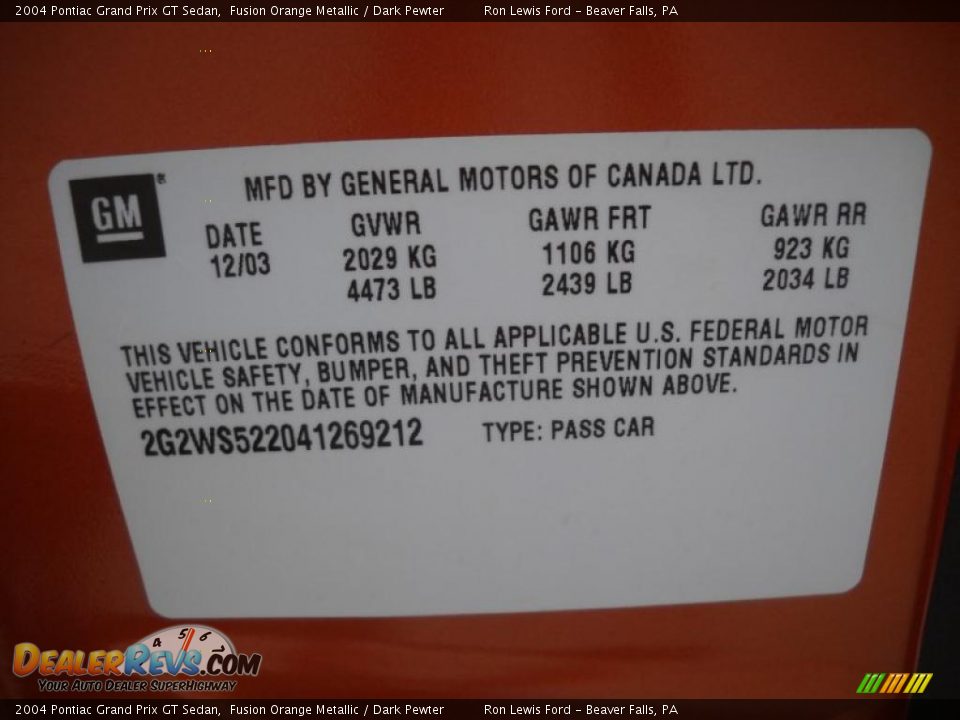 2004 Pontiac Grand Prix GT Sedan, Fusion Orange Metallic / Dark Pewter Ron Lewis Ford - Beaver Falls, PA
GM®
MFD BY GENERAL MOTORS OF CANADA LTD.
DATE GVWR GAWR FRT GAWR RR
12/03 2029 KG 1106 KG 923 KG
4473 LB 2439 LB 2034 LB
THIS VEHICLE CONFORMS TO ALL APPLICABLE U.S. FEDERAL MOTOR
VEHICLE SAFETY, BUMPER, AND THEFT PREVENTION STANDARDS IN
EFFECT ON THE DATE OF MANUFACTURE SHOWN ABOVE.
2G2WS522041269212 TYPE: PASS CAR
4 5 6 7
DEALERREVS.COM
YOUR AUTO DEALER SUPERHIGHWAY
2004 Pontiac Grand Prix GT Sedan, Fusion Orange Metallic / Dark Pewter Ron Lewis Ford - Beaver Falls, PA